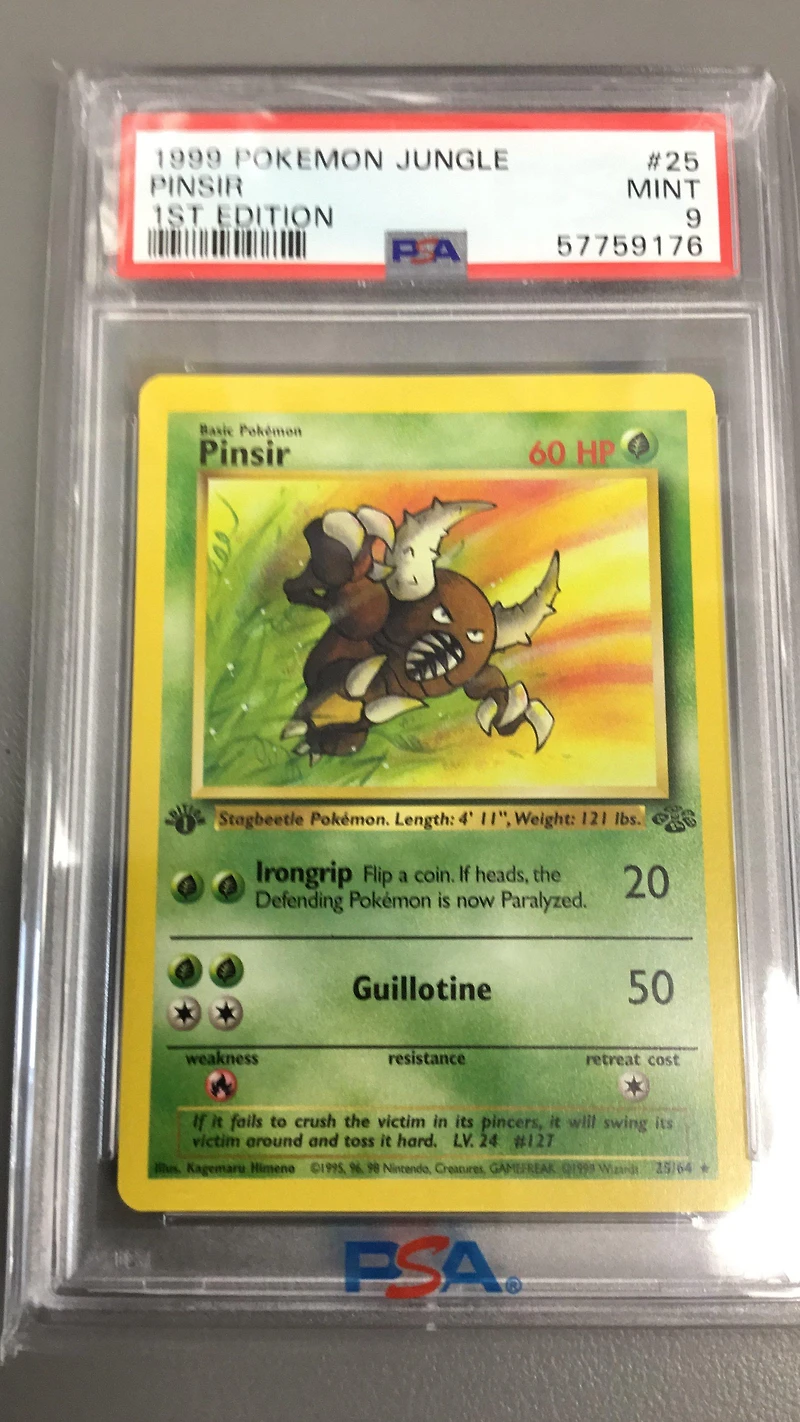 1999 POKEMON JUNGLE #25
PINSIR MINT
1ST EDITION 9
PSA 57759176
Basic Pokémon
Pinsir 60 HP
EDITION 1
Stagbeetle Pokémon. Length: 4' 11", Weight: 121 lbs.
Irongrip Flip a coin. If heads, the 20
Defending Pokémon is now Paralyzed.
Guillotine 50
weakness resistance retreat cost
If it fails to crush the victim in its pincers, it will swing its
victim around and toss it hard. LV. 24 #127
Illus. Kagemaru Himeno ©1995, 96, 98 Nintendo, Creatures, GAMEFREAK. ©1999 Wizards 25/64 ★
PSA®